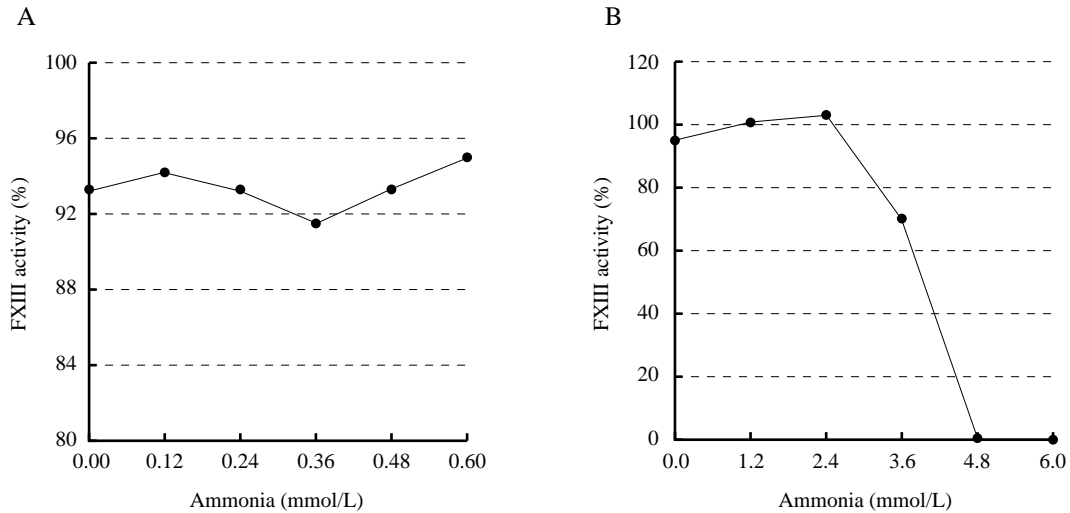 A
100
96
92
88
84
80
FXIII activity (%)
0.00 0.12 0.24 0.36 0.48 0.60
Ammonia (mmol/L)
B
120
100
80
60
40
20
0
FXIII activity (%)
0.0 1.2 2.4 3.6 4.8 6.0
Ammonia (mmol/L)